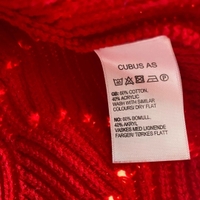 CUBUS AS
GB: 60% COTTON,
40% ACRYLIC
WASH WITH SIMILAR
COLOURS/ DRY FLAT
NO: 60% BOMULL,
40% AKRYL
VASKES MED LIGNENDE
FARGER/ TØRKES FLATT